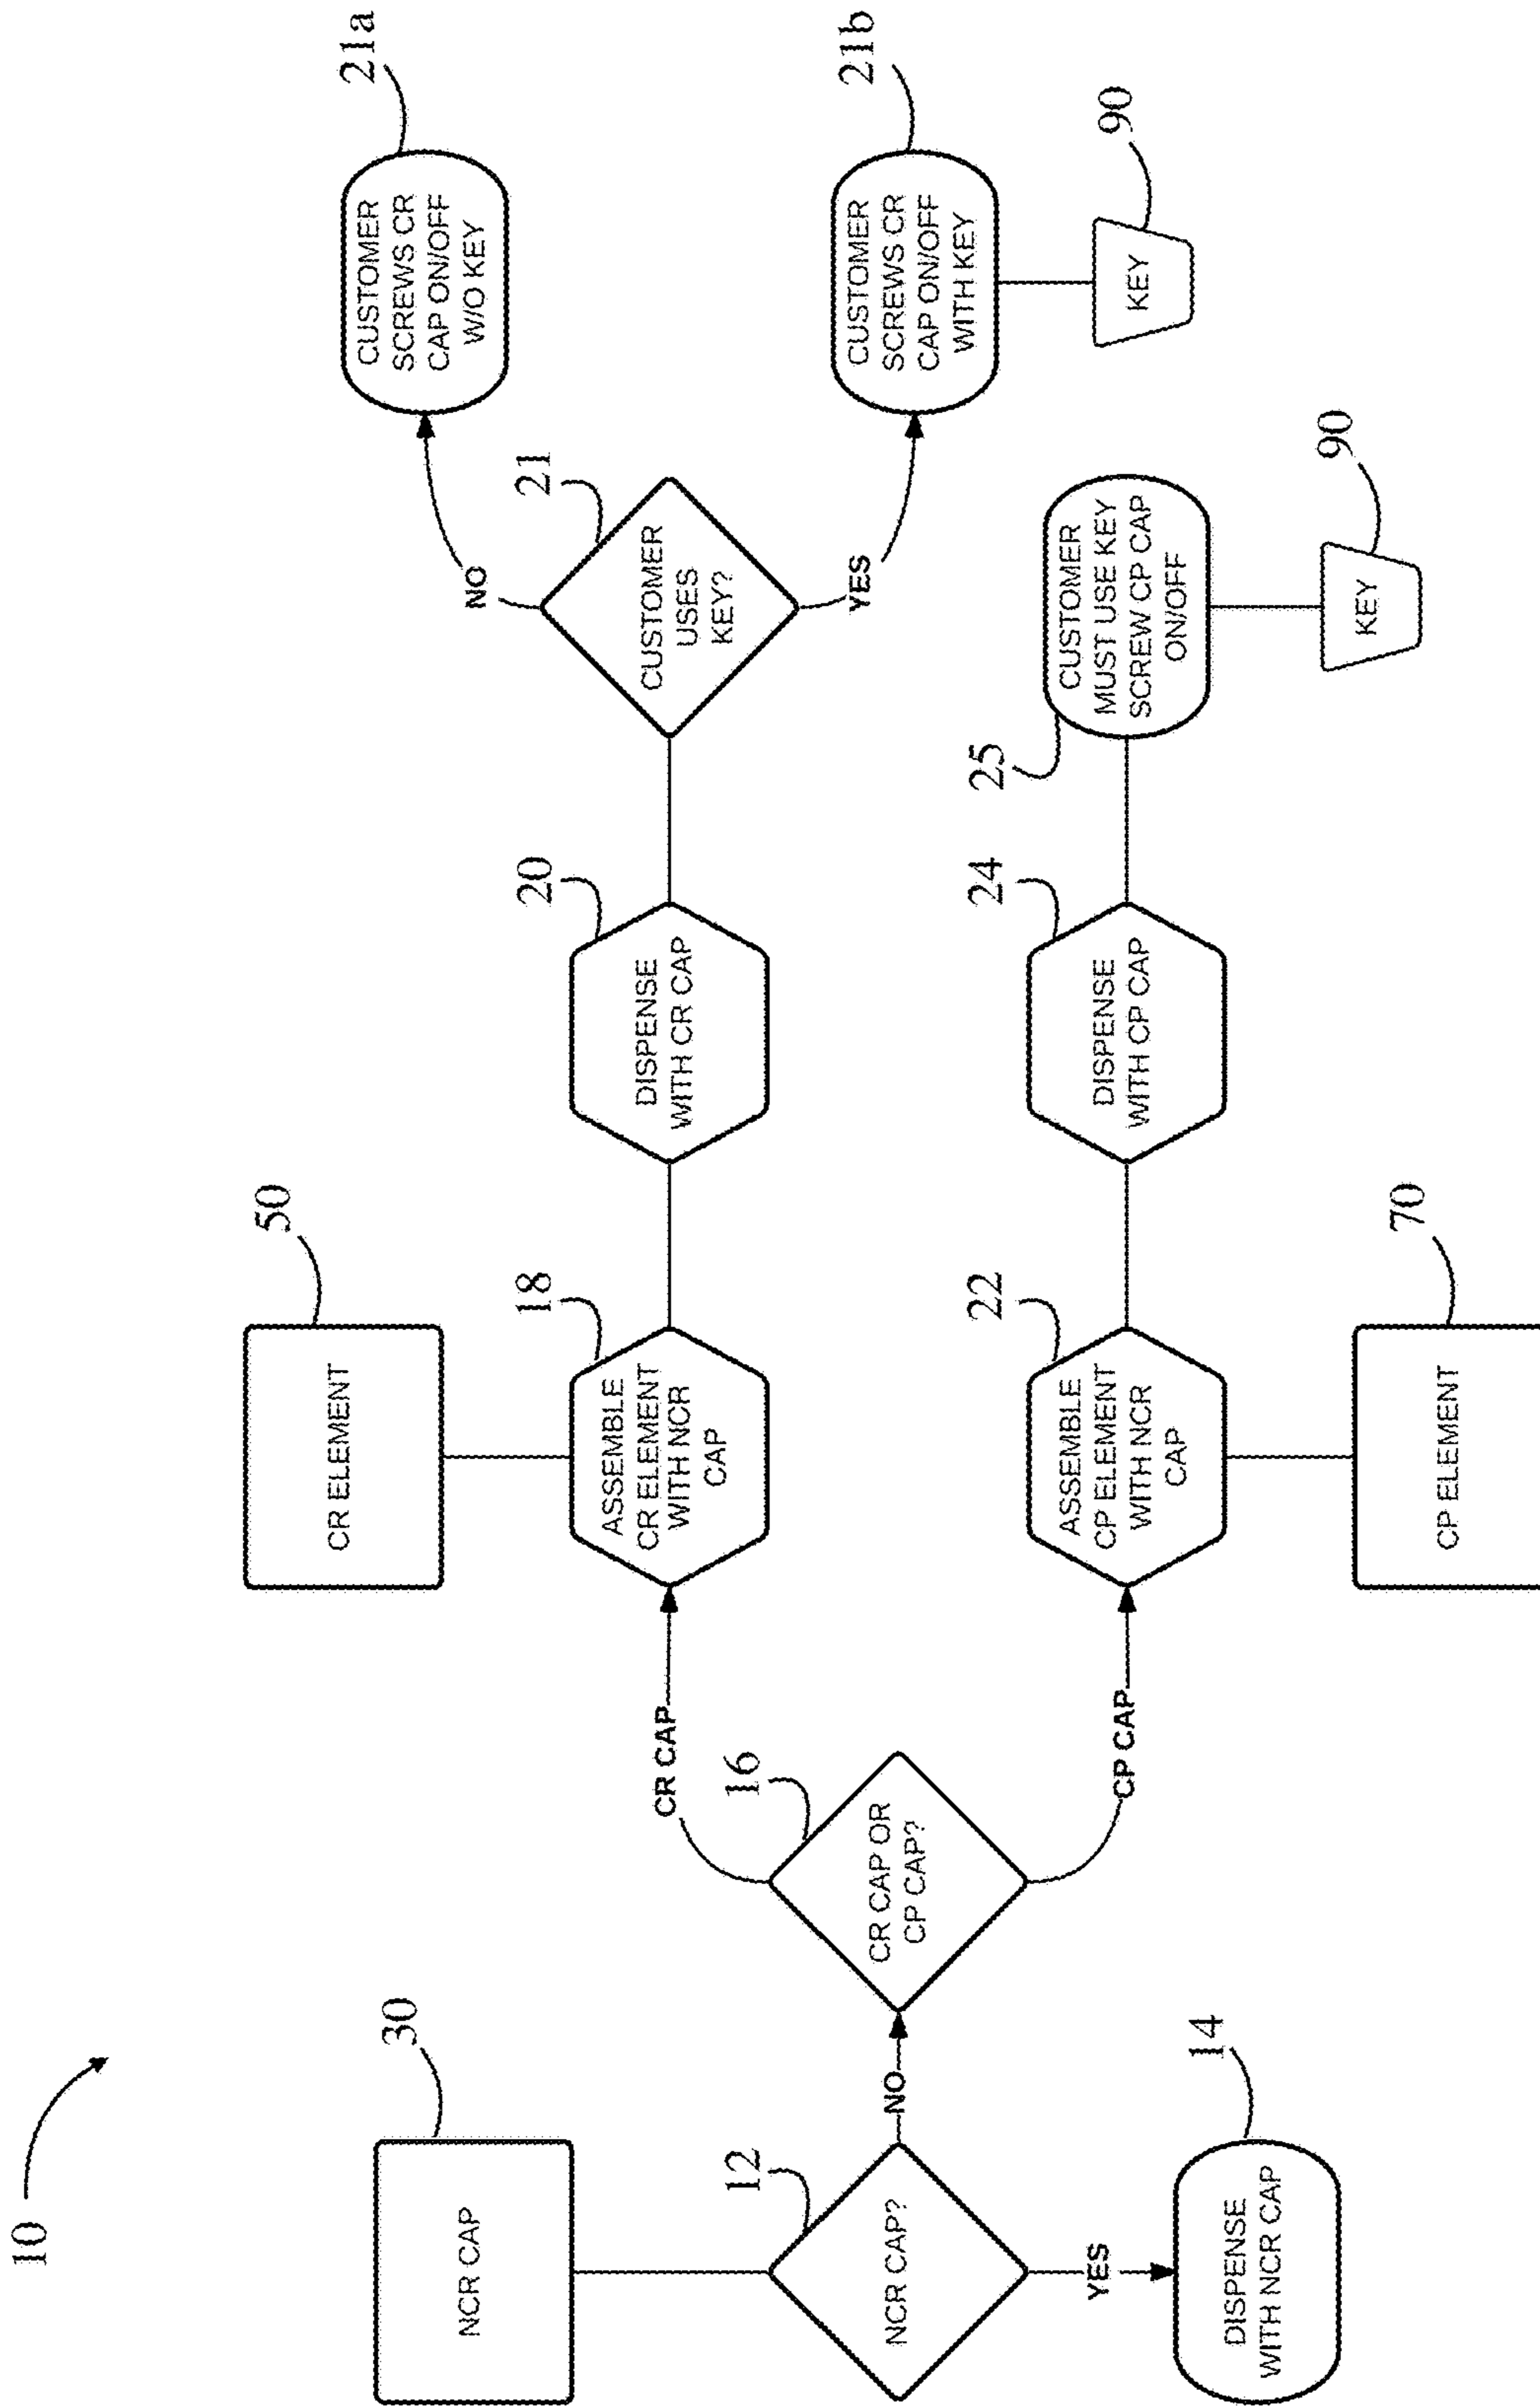 10
30
NCR CAP
12
NCR CAP?
NO
YES
14
DISPENSE
WITH NCR CAP
16
CR CAP OR
CP CAP?
CR CAP
CP CAP
50
CR ELEMENT
18
ASSEMBLE
CR ELEMENT
WITH NCR
CAP
20
DISPENSE
WITH CR CAP
21
CUSTOMER
USES
KEY?
NO
YES
21a
CUSTOMER
SCREWS CR
CAP ON/OFF
W/O KEY
21b
CUSTOMER
SCREWS CR
CAP ON/OFF
WITH KEY
90
KEY
22
ASSEMBLE
CP ELEMENT
WITH NCR
CAP
70
CP ELEMENT
24
DISPENSE
WITH CP CAP
25
CUSTOMER
MUST USE KEY
SCREW CP CAP
ON/OFF
90
KEY